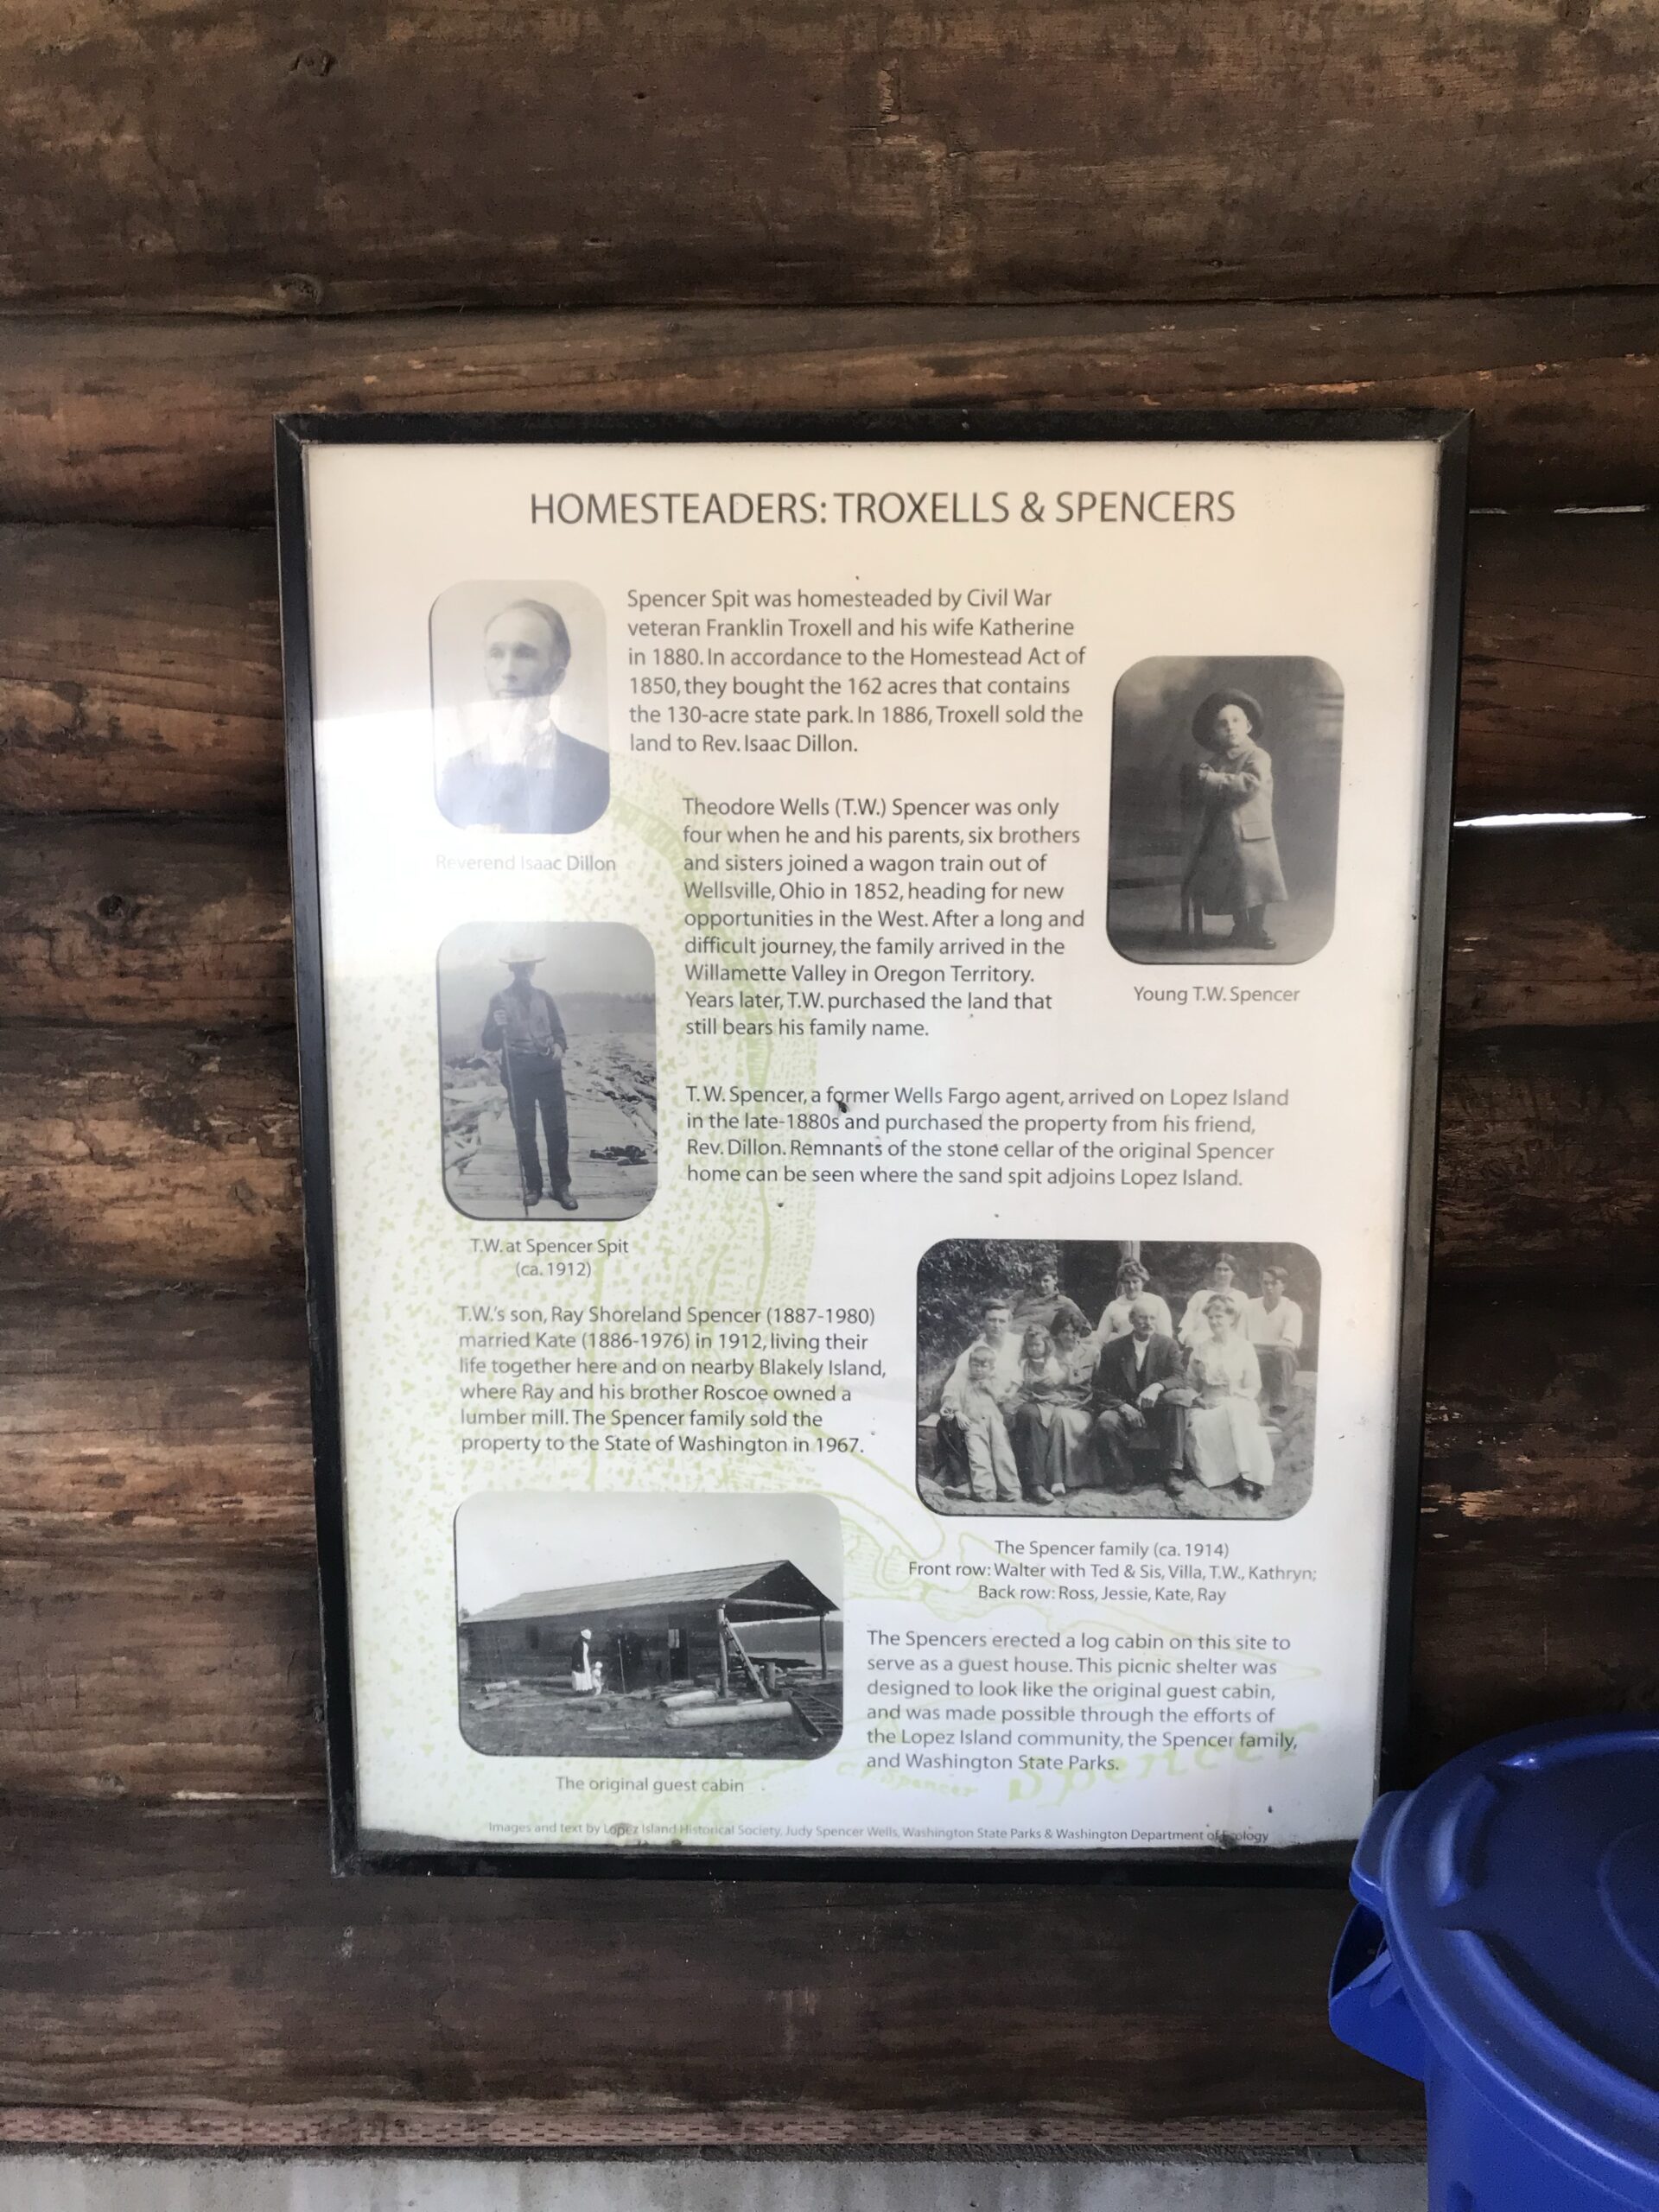 HOMESTEADERS: TROXELLS & SPENCERS
Spencer Spit was homesteaded by Civil War
veteran Franklin Troxell and his wife Katherine
in 1880. In accordance to the Homestead Act of
1850, they bought the 162 acres that contains
the 130-acre state park. In 1886, Troxell sold the
land to Rev. Isaac Dillon.
Reverend Isaac Dillon
Theodore Wells (T.W.) Spencer was only
four when he and his parents, six brothers
and sisters joined a wagon train out of
Wellsville, Ohio in 1852, heading for new
opportunities in the West. After a long and
difficult journey, the family arrived in the
Willamette Valley in Oregon Territory.
Years later, T.W. purchased the land that
still bears his family name.
Young T.W. Spencer
T.W. Spencer, a former Wells Fargo agent, arrived on Lopez Island
in the late-1880s and purchased the property from his friend,
Rev. Dillon. Remnants of the stone cellar of the original Spencer
home can be seen where the sand spit adjoins Lopez Island.
T.W. at Spencer Spit
(ca. 1912)
T.W.'s son, Ray Shoreland Spencer (1887-1980)
married Kate (1886-1976) in 1912, living their
life together here and on nearby Blakely Island,
where Ray and his brother Roscoe owned a
lumber mill. The Spencer family sold the
property to the State of Washington in 1967.
The Spencer family (ca. 1914)
Front row: Walter with Ted & Sis, Villa, T.W., Kathryn;
Back row: Ross, Jessie, Kate, Ray
The Spencers erected a log cabin on this site to
serve as a guest house. This picnic shelter was
designed to look like the original guest cabin,
and was made possible through the efforts of
the Lopez Island community, the Spencer family,
and Washington State Parks.
Spencer
Spencer
The original guest cabin
Images and text by Lopez Island Historical Society, Judy Spencer Wells, Washington State Parks & Washington Department of Ecology